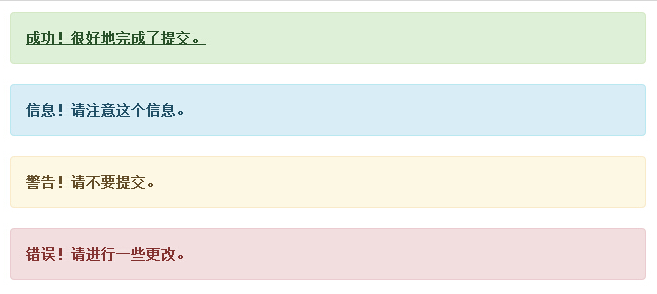 成功！很好地完成了提交。
信息！请注意这个信息。
警告！请不要提交。
错误！请进行一些更改。